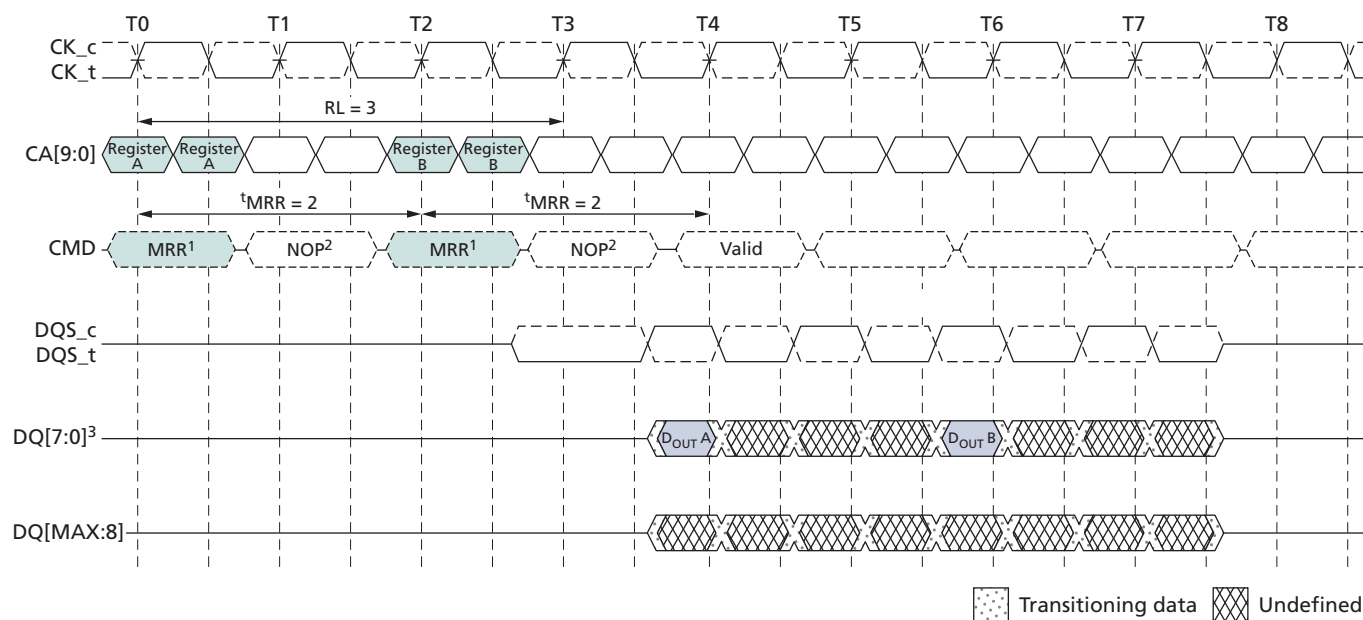 T0 T1 T2 T3 T4 T5 T6 T7 T8
CK_c
CK_t
RL = 3
CA[9:0]
Register A
Register A
Register B
Register B
tMRR = 2
tMRR = 2
CMD
MRR1
NOP2
MRR1
NOP2
Valid
DQS_c
DQS_t
DQ[7:0]3
DOUT A
DOUT B
DQ[MAX:8]
Transitioning data
Undefined